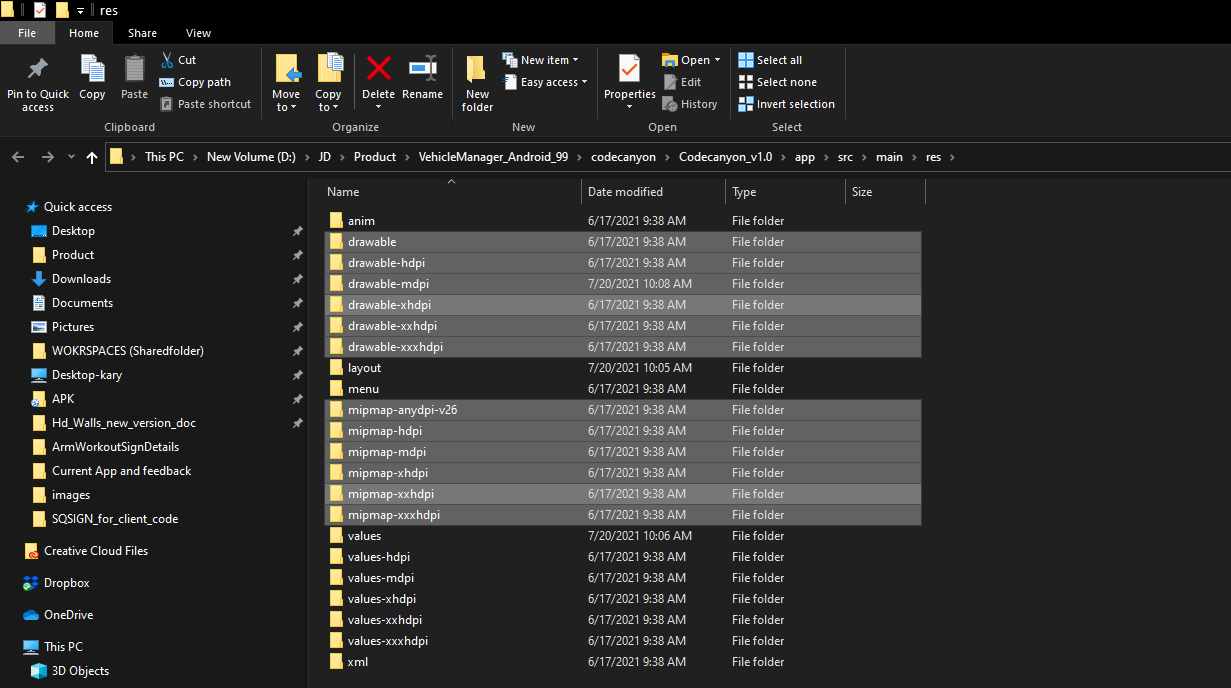 res
File Home Share View
Pin to Quick access
Copy
Paste
Cut
Copy path
Paste shortcut
Clipboard
Move to
Copy to
Delete
Rename
Organize
New folder
New item
Easy access
New
Properties
Open
Edit
History
Open
Select all
Select none
Invert selection
Select
This PC > New Volume (D:) > JD > Product > VehicleManager_Android_99 > codecanyon > Codecanyon_v1.0 > app > src > main > res >
Quick access
Desktop
Product
Downloads
Documents
Pictures
WOKRSPACES (Sharedfolder)
Desktop-kary
APK
Hd_Walls_new_version_doc
ArmWorkoutSignDetails
Current App and feedback
images
SQSIGN_for_client_code
Creative Cloud Files
Dropbox
OneDrive
This PC
3D Objects
Name Date modified Type Size
anim 6/17/2021 9:38 AM File folder
drawable 6/17/2021 9:38 AM File folder
drawable-hdpi 6/17/2021 9:38 AM File folder
drawable-mdpi 7/20/2021 10:08 AM File folder
drawable-xhdpi 6/17/2021 9:38 AM File folder
drawable-xxhdpi 6/17/2021 9:38 AM File folder
drawable-xxxhdpi 6/17/2021 9:38 AM File folder
layout 7/20/2021 10:05 AM File folder
menu 6/17/2021 9:38 AM File folder
mipmap-anydpi-v26 6/17/2021 9:38 AM File folder
mipmap-hdpi 6/17/2021 9:38 AM File folder
mipmap-mdpi 6/17/2021 9:38 AM File folder
mipmap-xhdpi 6/17/2021 9:38 AM File folder
mipmap-xxhdpi 6/17/2021 9:38 AM File folder
mipmap-xxxhdpi 6/17/2021 9:38 AM File folder
values 7/20/2021 10:06 AM File folder
values-hdpi 6/17/2021 9:38 AM File folder
values-mdpi 6/17/2021 9:38 AM File folder
values-xhdpi 6/17/2021 9:38 AM File folder
values-xxhdpi 6/17/2021 9:38 AM File folder
values-xxxhdpi 6/17/2021 9:38 AM File folder
xml 6/17/2021 9:38 AM File folder